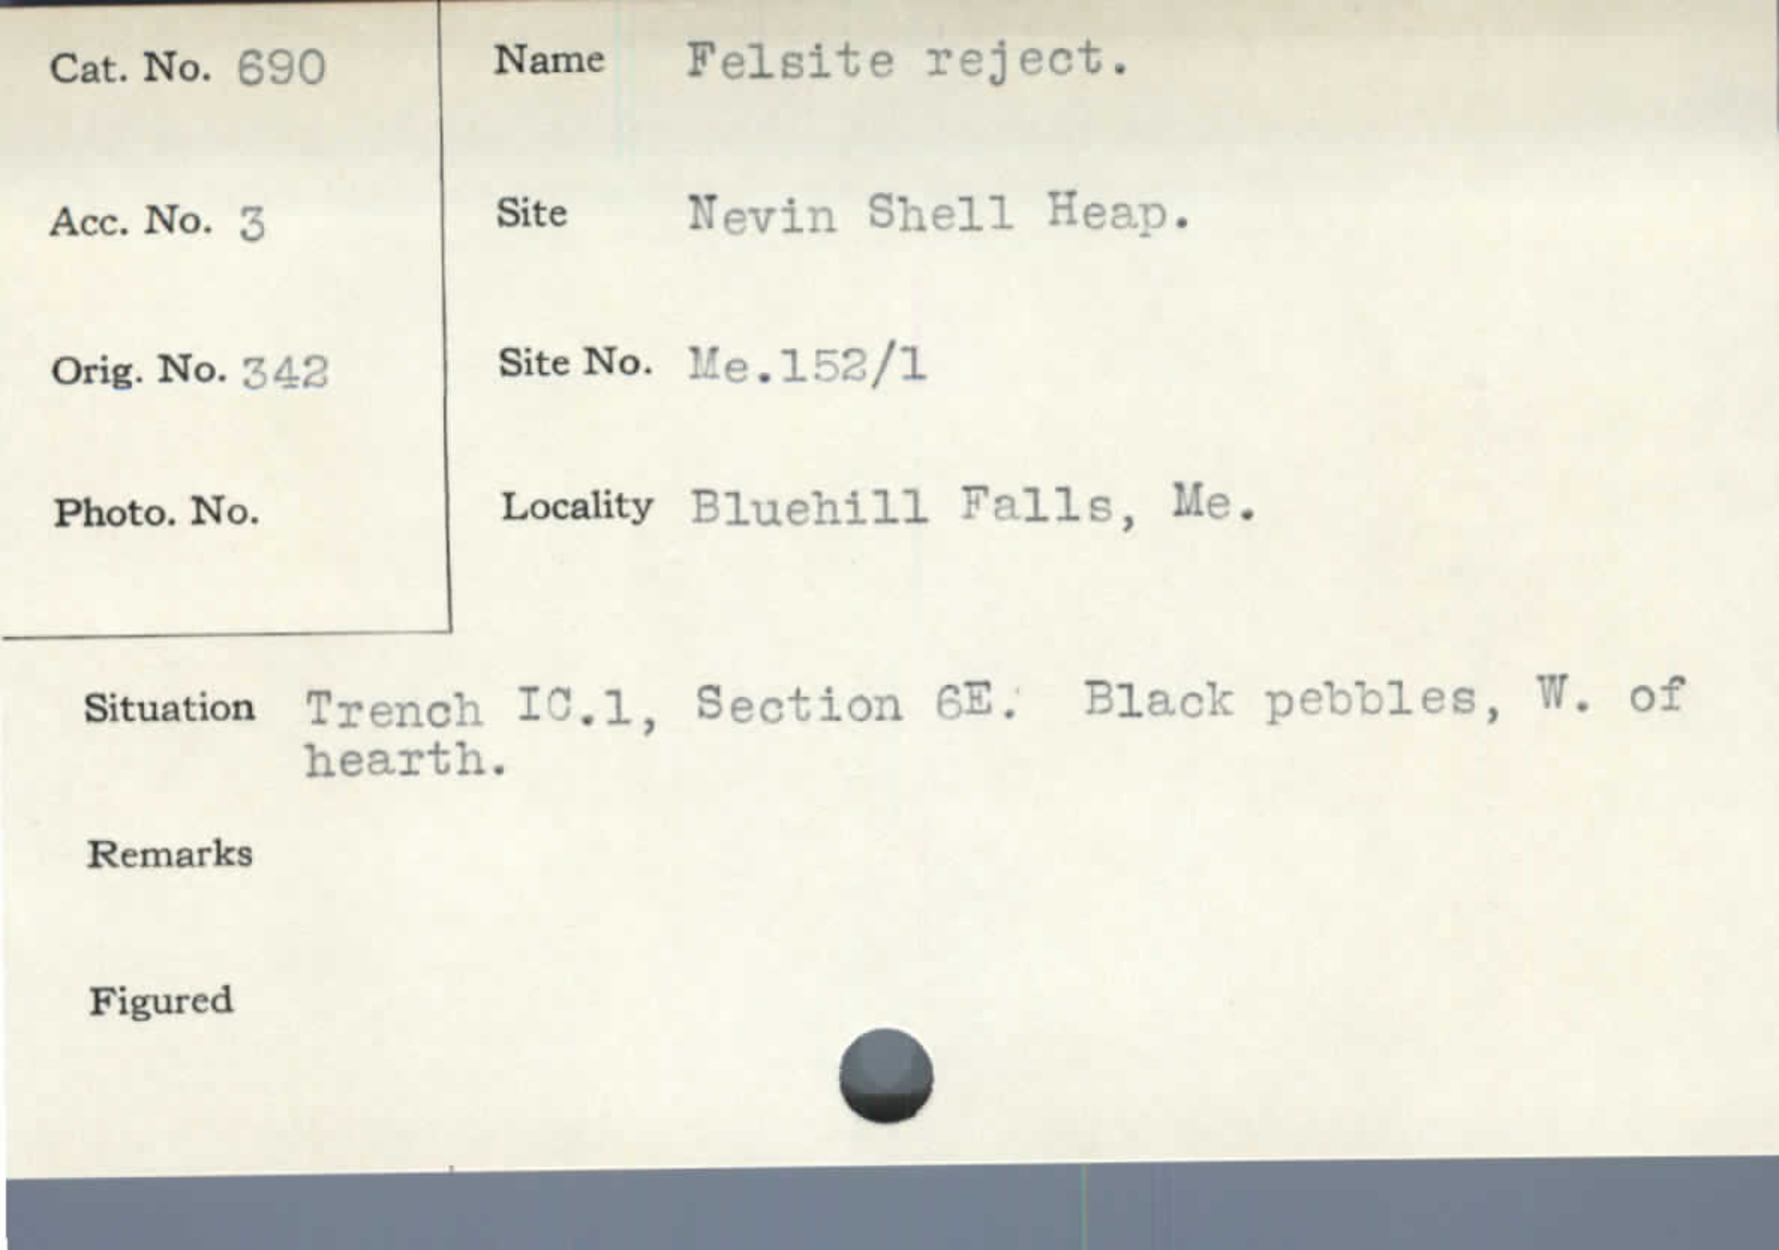 Cat. No. 690
Name Felsite reject.
Acc. No. 3
Site Nevin Shell Heap.
Orig. No. 342
Site No. Me.152/1
Photo. No.
Locality Bluehill Falls, Me.
Situation Trench IC.1, Section 6E. Black pebbles, W. of
hearth.
Remarks
Figured